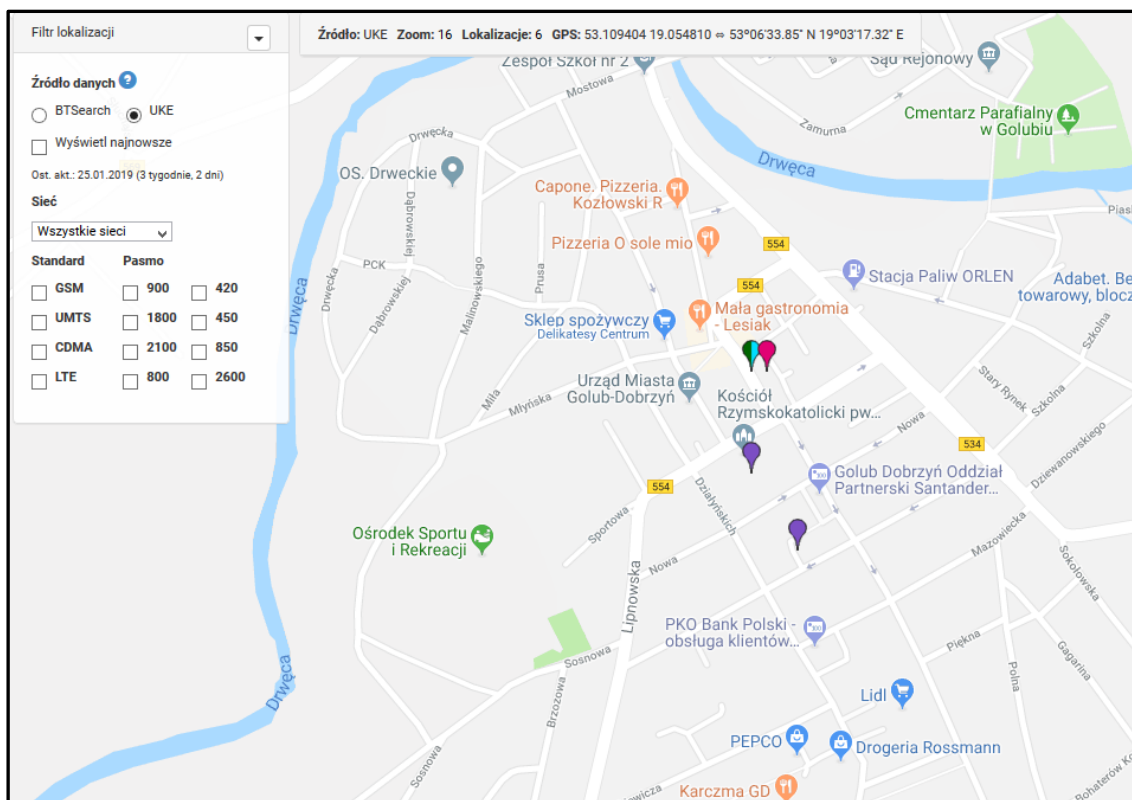 Filtr lokalizacji
Źródło: UKE Zoom: 16 Lokalizacje: 6 GPS: 53.109404 19.054810 ⇔ 53°06'33.85" N 19°03'17.32" E
Źródło danych ?
BTSearch UKE
Wyświetl najnowsze
Ost. akt.: 25.01.2019 (3 tygodnie, 2 dni)
Sieć
Wszystkie sieci
Standard Pasmo
GSM 900 420
UMTS 1800 450
CDMA 2100 850
LTE 800 2600
Zespół Szkół nr 2
Sąd Rejonowy
Mostowa
Zamurna
Cmentarz Parafialny
w Golubiu
Drwęcka
Drwęca
OS. Drweckie
Dąbrowskiej
Capone. Pizzeria.
Kozłowski R
Pizzeria O sole mio
554
Piask
PCK
Prusa
Malinowskiego
Drwęcka
Dąbrowskiej
Drwęca
554
Stacja Paliw ORLEN
Adabet. Be
towarowy, blocz
Mała gastronomia
- Lesiak
Sklep spożywczy
Delikatesy Centrum
Szkolna
Urząd Miasta
Golub-Dobrzyń
Miła
Młyńska
Kościół
Rzymskokatolicki pw...
Stary Rynek
Szkolna
Nowa
Dziewanowskiego
534
554
Golub Dobrzyń Oddział
Partnerski Santander...
Działyńskich
Sportowa
Ośrodek Sportu
i Rekreacji
Nowa
Mazowiecka
Sokołowska
Lipnowska
PKO Bank Polski -
obsługa klientów...
Piękna
Gagarina
Sosnowa
Polna
Drwęca
Brzozowa
Lidl
PEPCO
Drogeria Rossmann
Sosnowa
Karczma GD
Bohaterów Ko